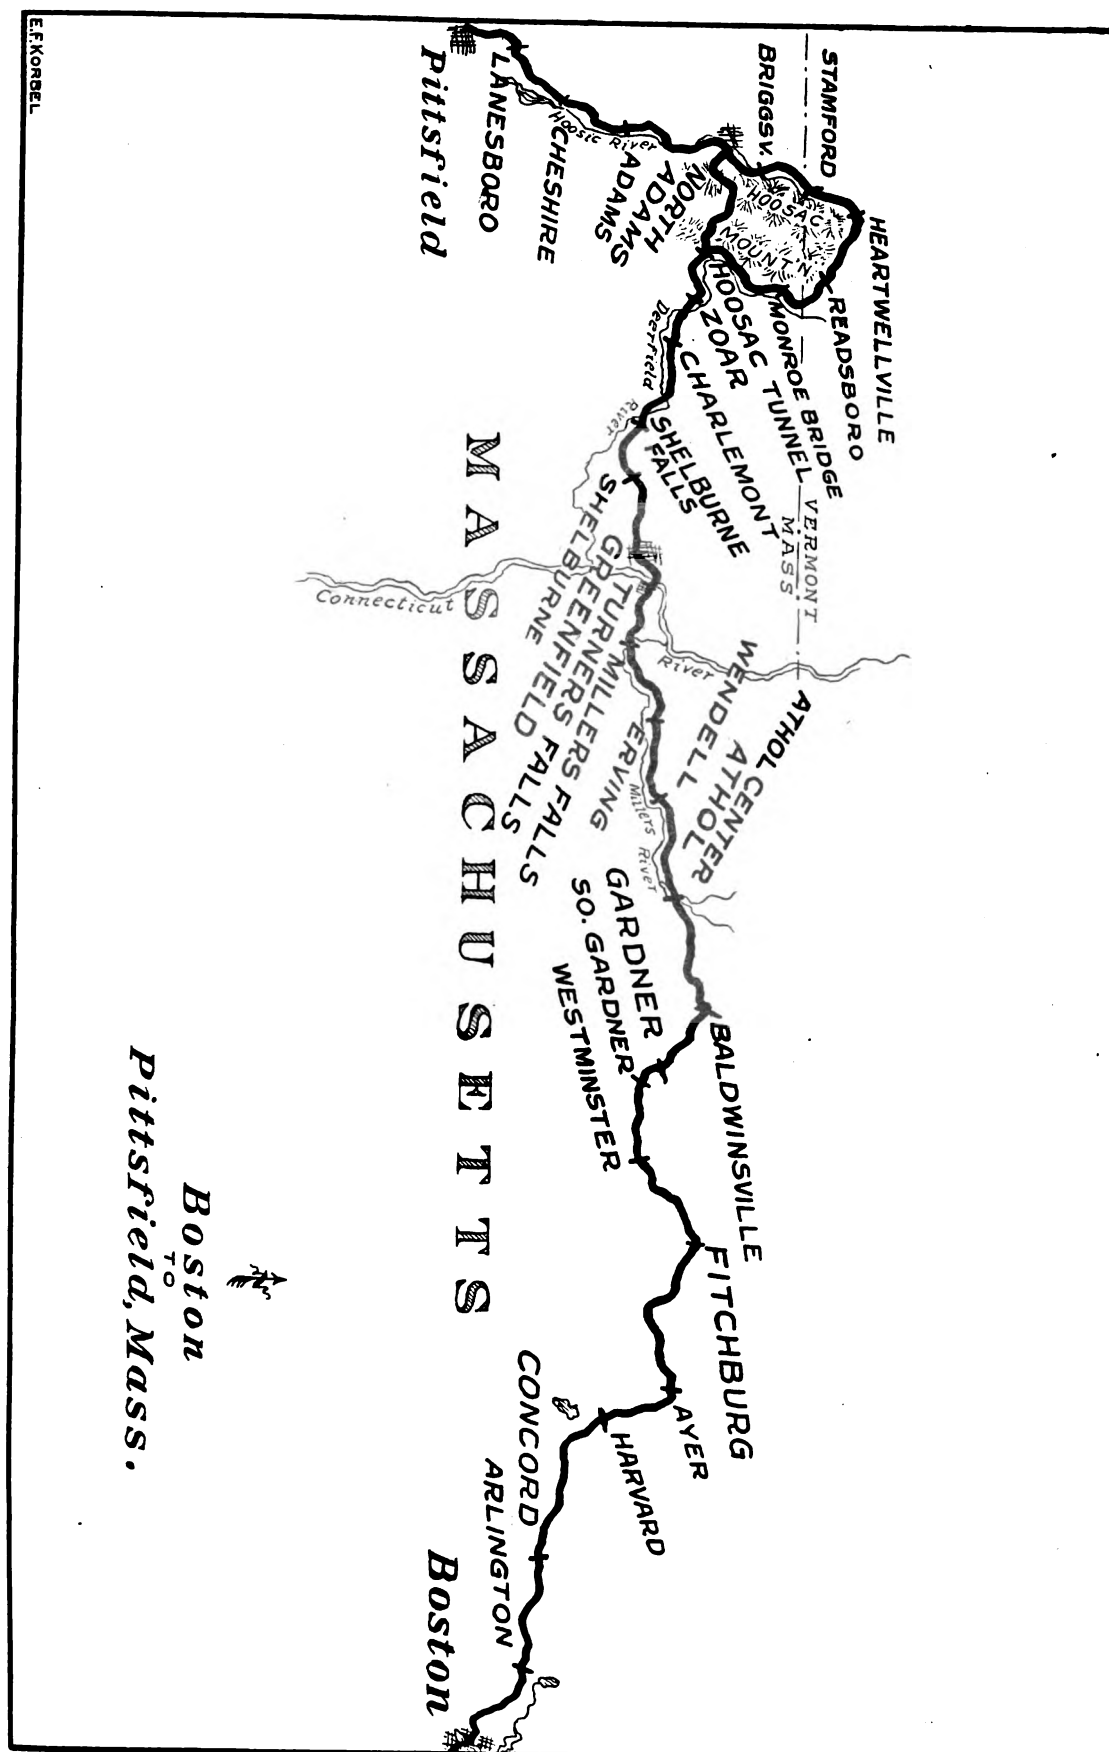 STAMFORD
BRIGGSV.
HEARTWELLVILLE
READSBORO
HOOSAC
MOUNT'N
MONROE BRIDGE
HOOSAC TUNNEL
ZOAR
CHARLEMONT
SHELBURNE
FALLS
VERMONT
MASS
Pittsfield
LANESBORO
CHESHIRE
Hoosic River
ADAMS
NORTH
ADAMS
Deerfield
River
SHELBURNE
GREENFIELD
TURNERS FALLS
MILLERS FALLS
ERVING
Connecticut
River
WENDELL
ATHOL
ATHOL CENTER
Millers River
BALDWINSVILLE
GARDNER
SO. GARDNER
WESTMINSTER
FITCHBURG
AYER
HARVARD
CONCORD
ARLINGTON
Boston
MASSACHUSETTS
Boston
TO
Pittsfield, Mass.
E.F. KORBEL